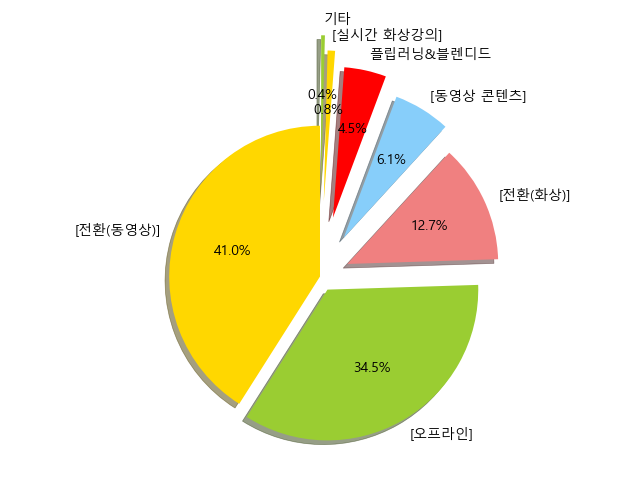 기타
[실시간 화상강의]
플립러닝&블렌디드
[동영상 콘텐츠]
0.4%
0.8%
4.5%
6.1%
[전환(화상)]
12.7%
[전환(동영상)]
41.0%
34.5%
[오프라인]